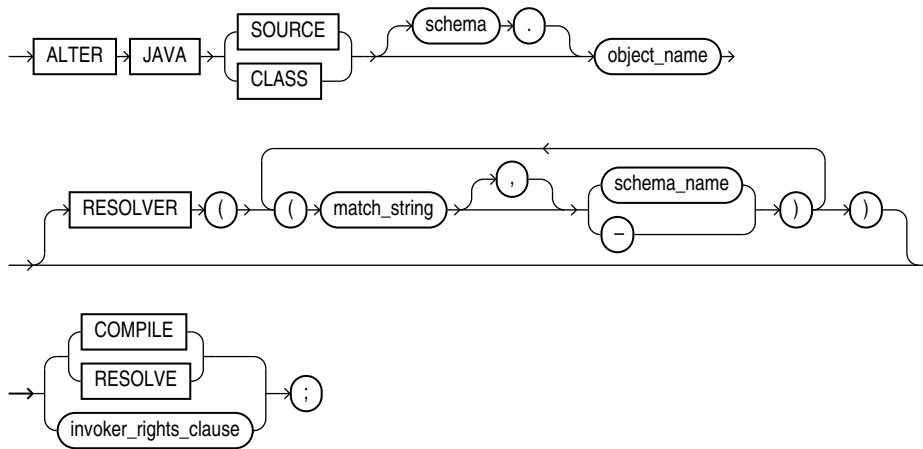 ALTER JAVA SOURCE CLASS schema . object_name
RESOLVER ( ( match_string , schema_name – ) )
COMPILE RESOLVE invoker_rights_clause ;